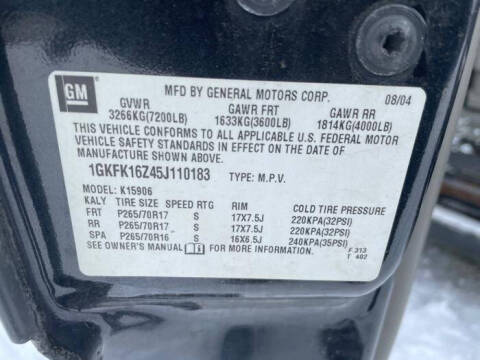 GM
MFD BY GENERAL MOTORS CORP. 08/04
GVWR GAWR FRT GAWR RR
3266KG(7200LB) 1633KG(3600LB) 1814KG(4000LB)
THIS VEHICLE CONFORMS TO ALL APPLICABLE U.S. FEDERAL MOTOR
VEHICLE SAFETY STANDARDS IN EFFECT ON THE DATE OF
MANUFACTURE SHOWN ABOVE.
1GKFK16Z45J110183 TYPE: M.P.V.
MODEL: K15906
KALY TIRE SIZE SPEED RTG RIM COLD TIRE PRESSURE
FRT P265/70R17 S 17X7.5J 220KPA(32PSI)
RR P265/70R17 S 17X7.5J 220KPA(32PSI)
SPA P265/70R16 S 16X6.5J 240KPA(35PSI)
SEE OWNER'S MANUAL FOR MORE INFORMATION.
F 313
T 402